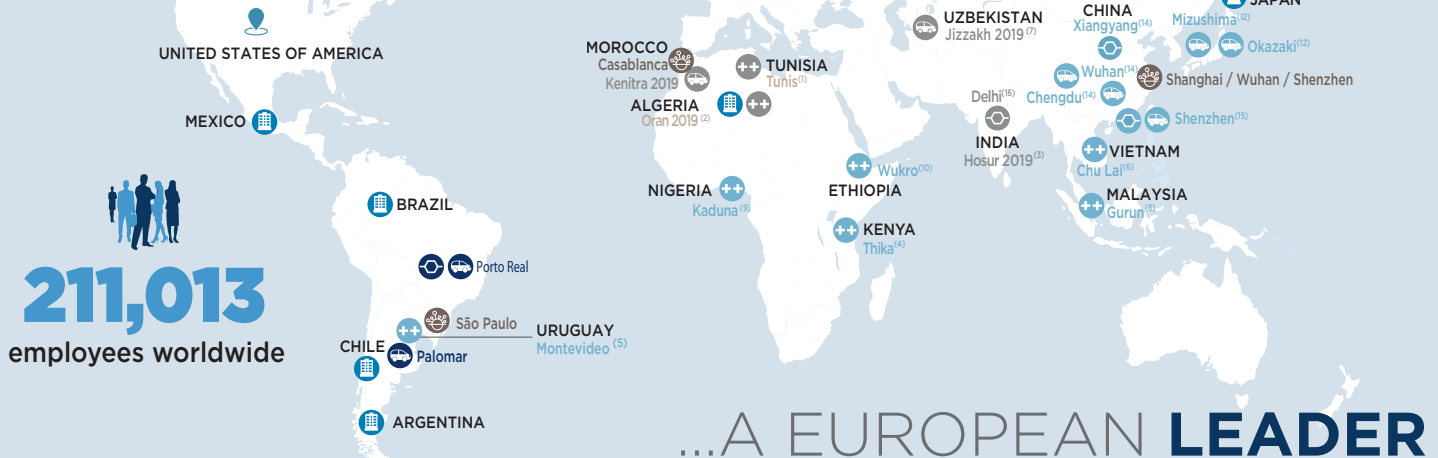 UNITED STATES OF AMERICA
MEXICO
BRAZIL
Porto Real
São Paulo
URUGUAY
Montevideo (5)
CHILE
Palomar
ARGENTINA
211,013
employees worldwide
MOROCCO
Casablanca
Kenitra 2019
TUNISIA
Tunis(1)
ALGERIA
Oran 2019 (2)
NIGERIA
Kaduna(9)
Wukro(10)
ETHIOPIA
KENYA
Thika(4)
UZBEKISTAN
Jizzakh 2019 (7)
Delhi(16)
INDIA
Hosur 2019(3)
CHINA
Xiangyang(14)
Wuhan(14)
Chengdu(14)
Shanghai / Wuhan / Shenzhen
Shenzhen(15)
JAPAN
Mizushima(12)
Okazaki(12)
VIETNAM
Chu Lai(6)
MALAYSIA
Gurun(8)
...A EUROPEAN LEADER